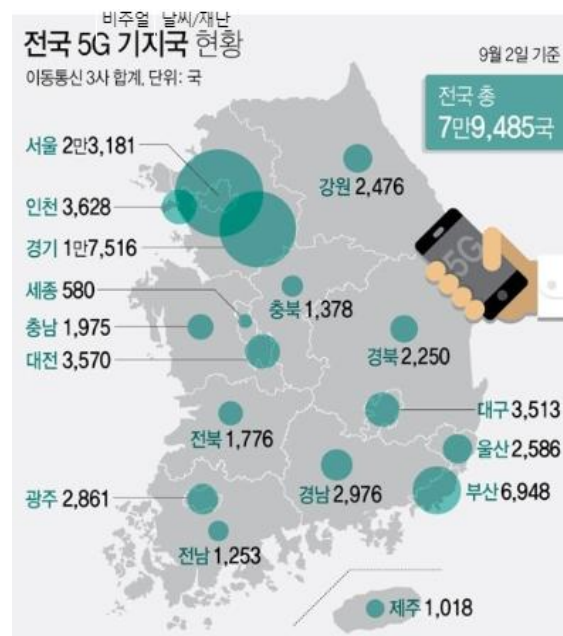 비주얼 날씨/재난
전국 5G 기지국 현황
9월 2일 기준
이동통신 3사 합계, 단위: 국
전국 총
7만9,485국
서울 2만3,181
강원 2,476
인천 3,628
경기 1만7,516
5G
세종 580
충북 1,378
충남 1,975
경북 2,250
대전 3,570
대구 3,513
전북 1,776
울산 2,586
광주 2,861
경남 2,976
부산 6,948
전남 1,253
제주 1,018